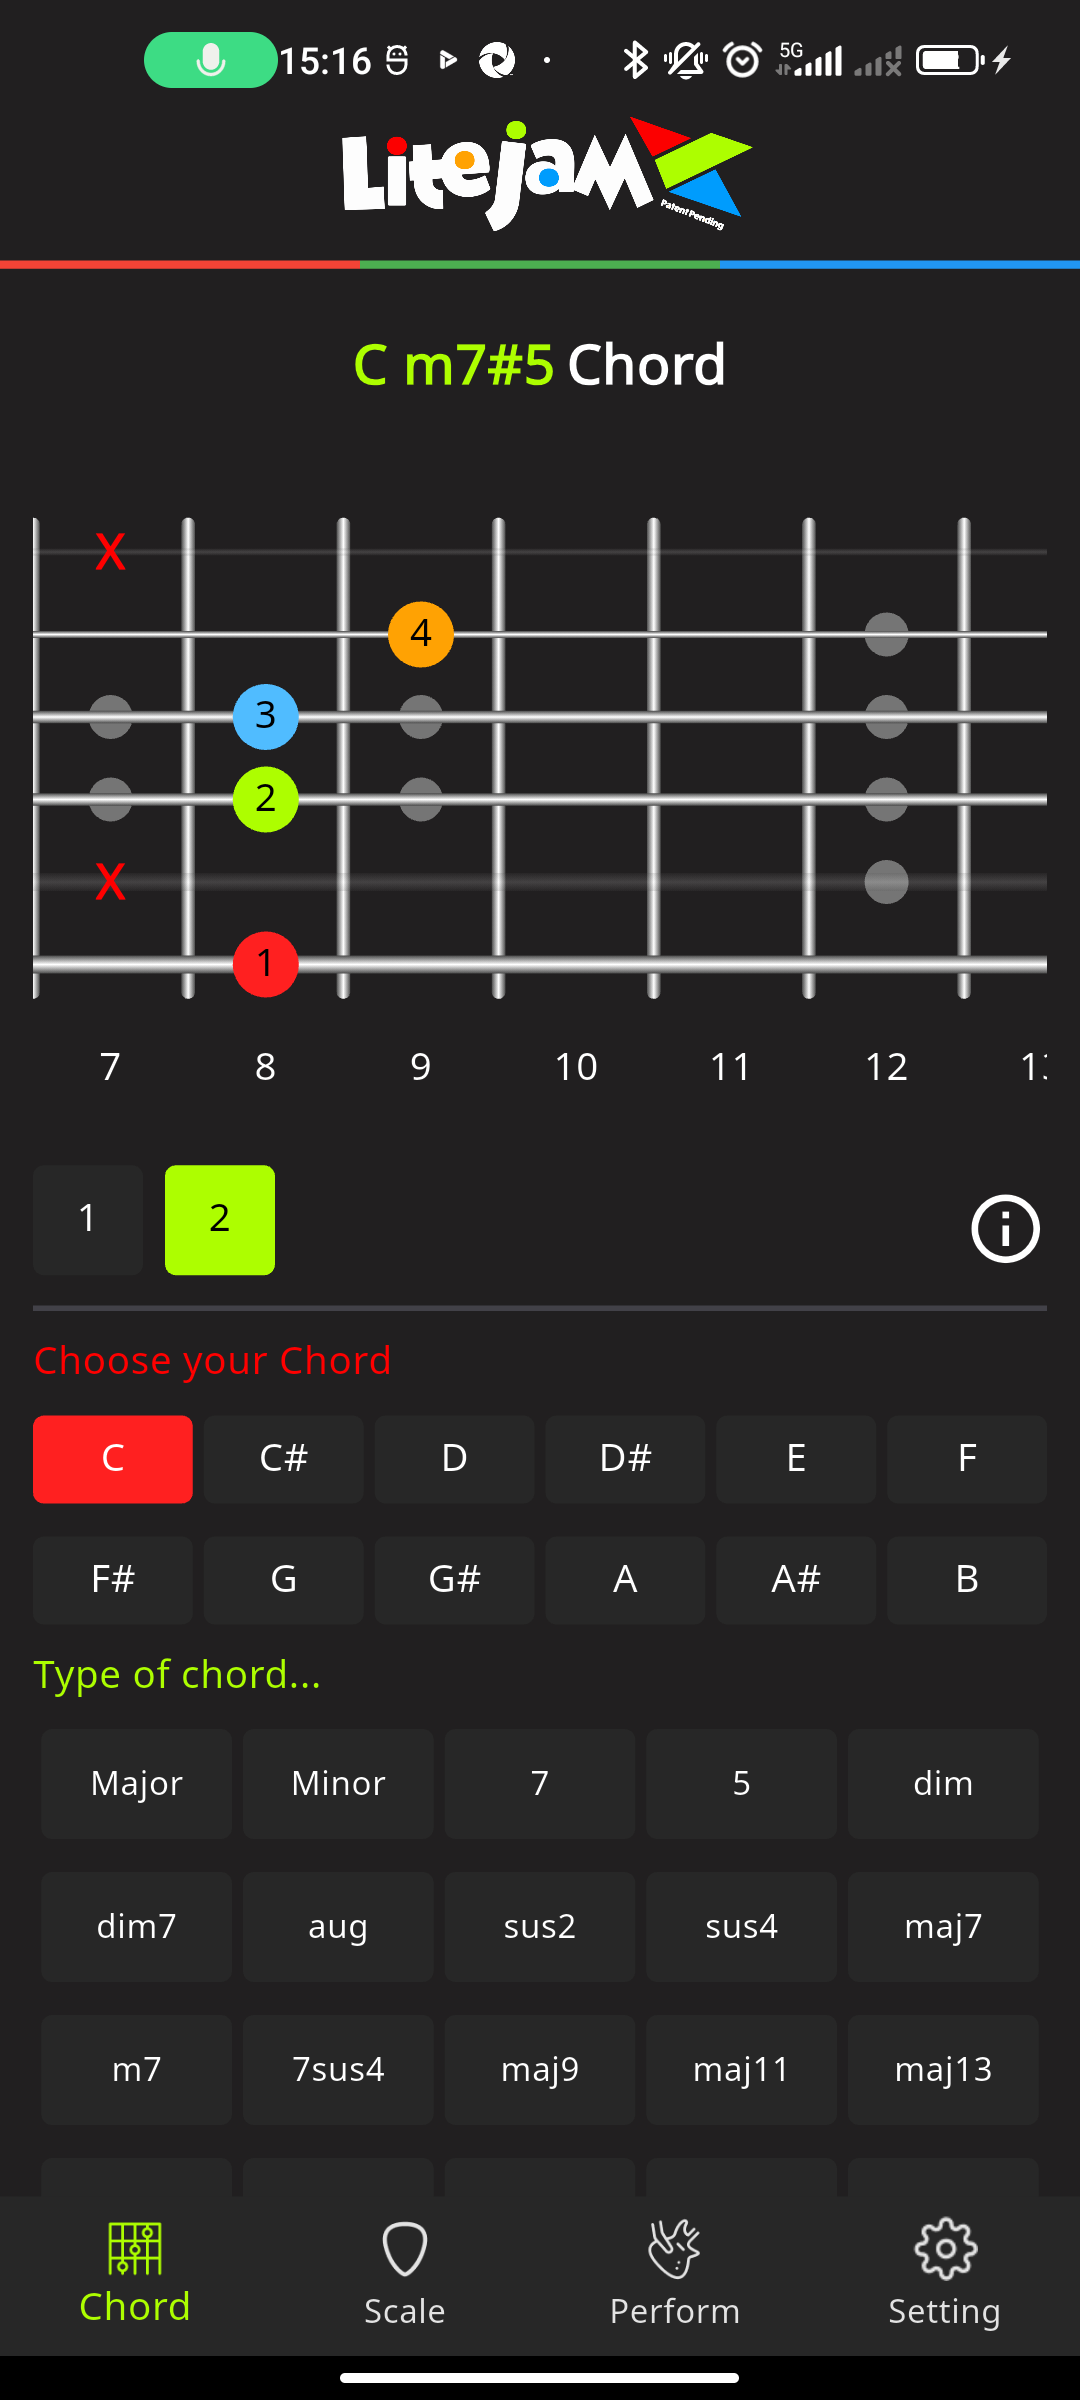 15:16
5G
LitejaM
Patent Pending
C m7#5 Chord
X
4
3
2
X
1
7 8 9 10 11 12
1 2
Choose your Chord
C C# D D# E F
F# G G# A A# B
Type of chord...
Major Minor 7 5 dim
dim7 aug sus2 sus4 maj7
m7 7sus4 maj9 maj11 maj13
Chord Scale Perform Setting